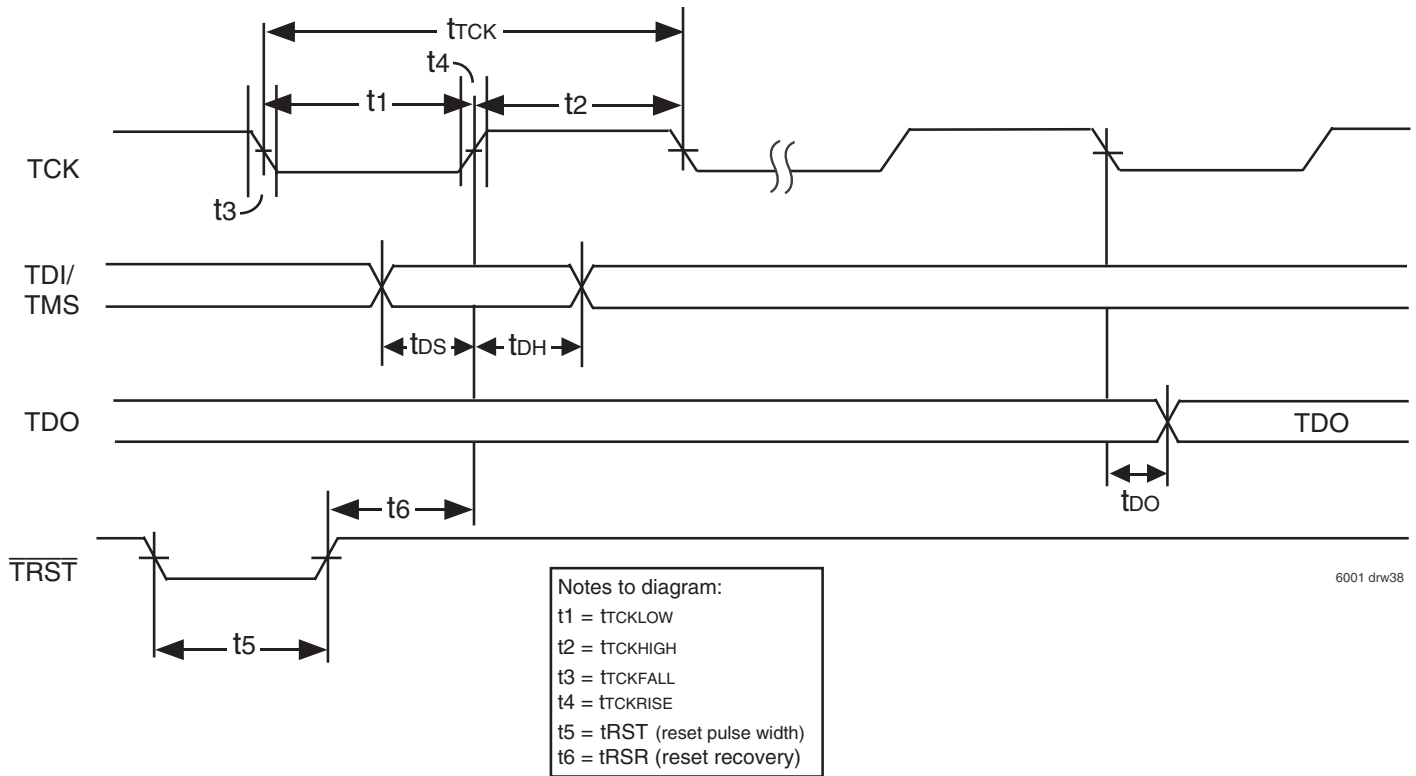 tTCK
t4
t1
t2
TCK
t3
TDI/
TMS
tDS
tDH
TDO
TDO
tDO
t6
TRST
6001 drw38
t5
Notes to diagram:
t1 = tTCKLOW
t2 = tTCKHIGH
t3 = tTCKFALL
t4 = tTCKRISE
t5 = tRST (reset pulse width)
t6 = tRSR (reset recovery)